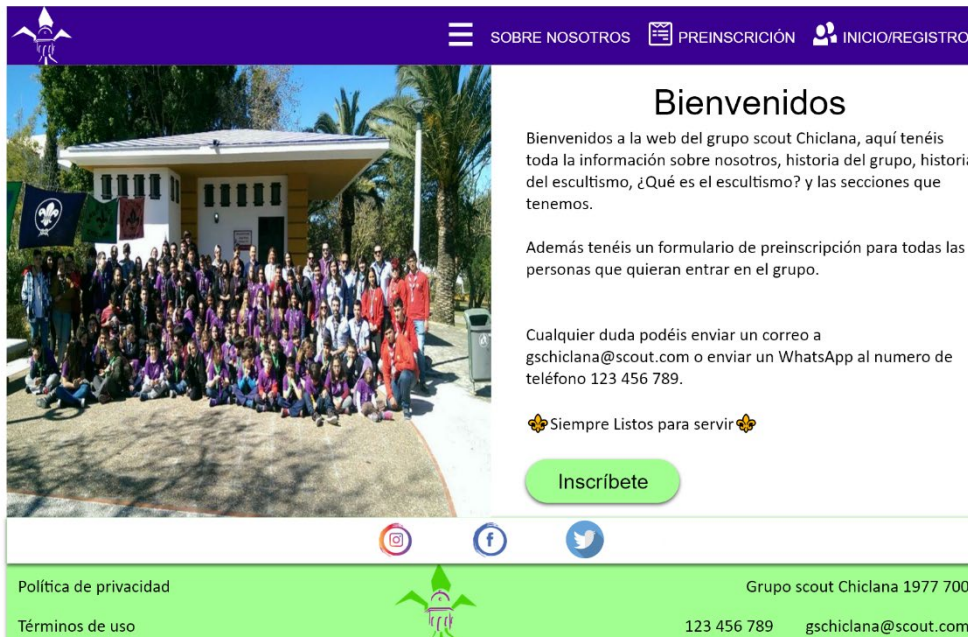 SOBRE NOSOTROS PREINSCRICIÓN INICIO/REGISTRO
Bienvenidos
Bienvenidos a la web del grupo scout Chiclana, aquí tenéis
toda la información sobre nosotros, historia del grupo, historia
del escultismo, ¿Qué es el escultismo? y las secciones que
tenemos.
Además tenéis un formulario de preinscripción para todas las
personas que quieran entrar en el grupo.
Cualquier duda podéis enviar un correo a
gschiclana@scout.com o enviar un WhatsApp al numero de
teléfono 123 456 789.
Siempre Listos para servir
Inscríbete
Política de privacidad
Grupo scout Chiclana 1977 700
Términos de uso
123 456 789 gschiclana@scout.com